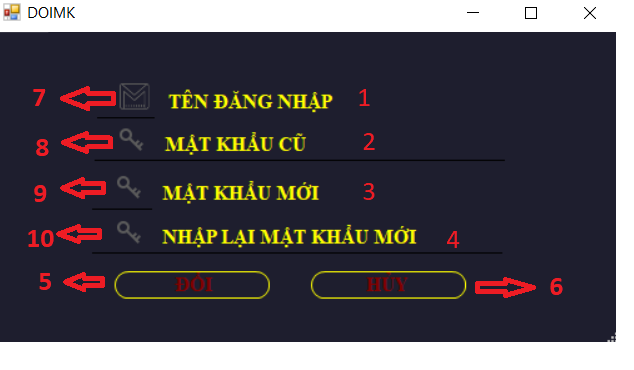 DOIMK
7 TÊN ĐĂNG NHẬP 1
8 MẬT KHẨU CŨ 2
9 MẬT KHẨU MỚI 3
10 NHẬP LẠI MẬT KHẨU MỚI 4
5 ĐỔI HỦY 6